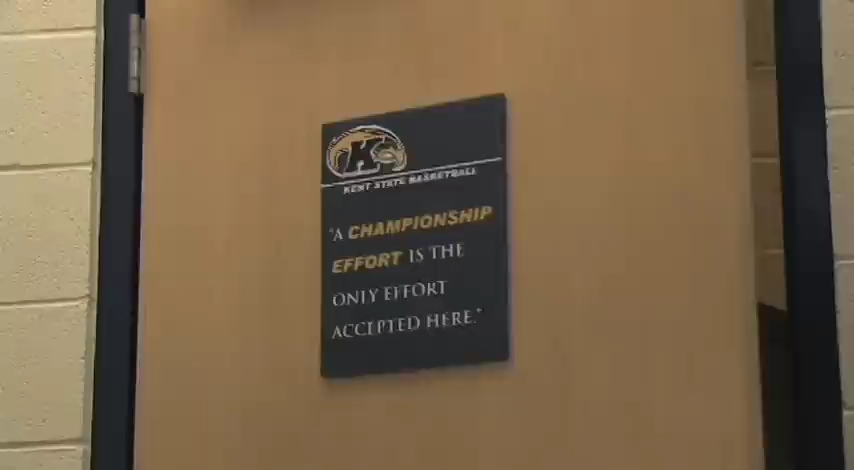 K
KENT STATE BASKETBALL
"A CHAMPIONSHIP
EFFORT IS THE
ONLY EFFORT
ACCEPTED HERE."